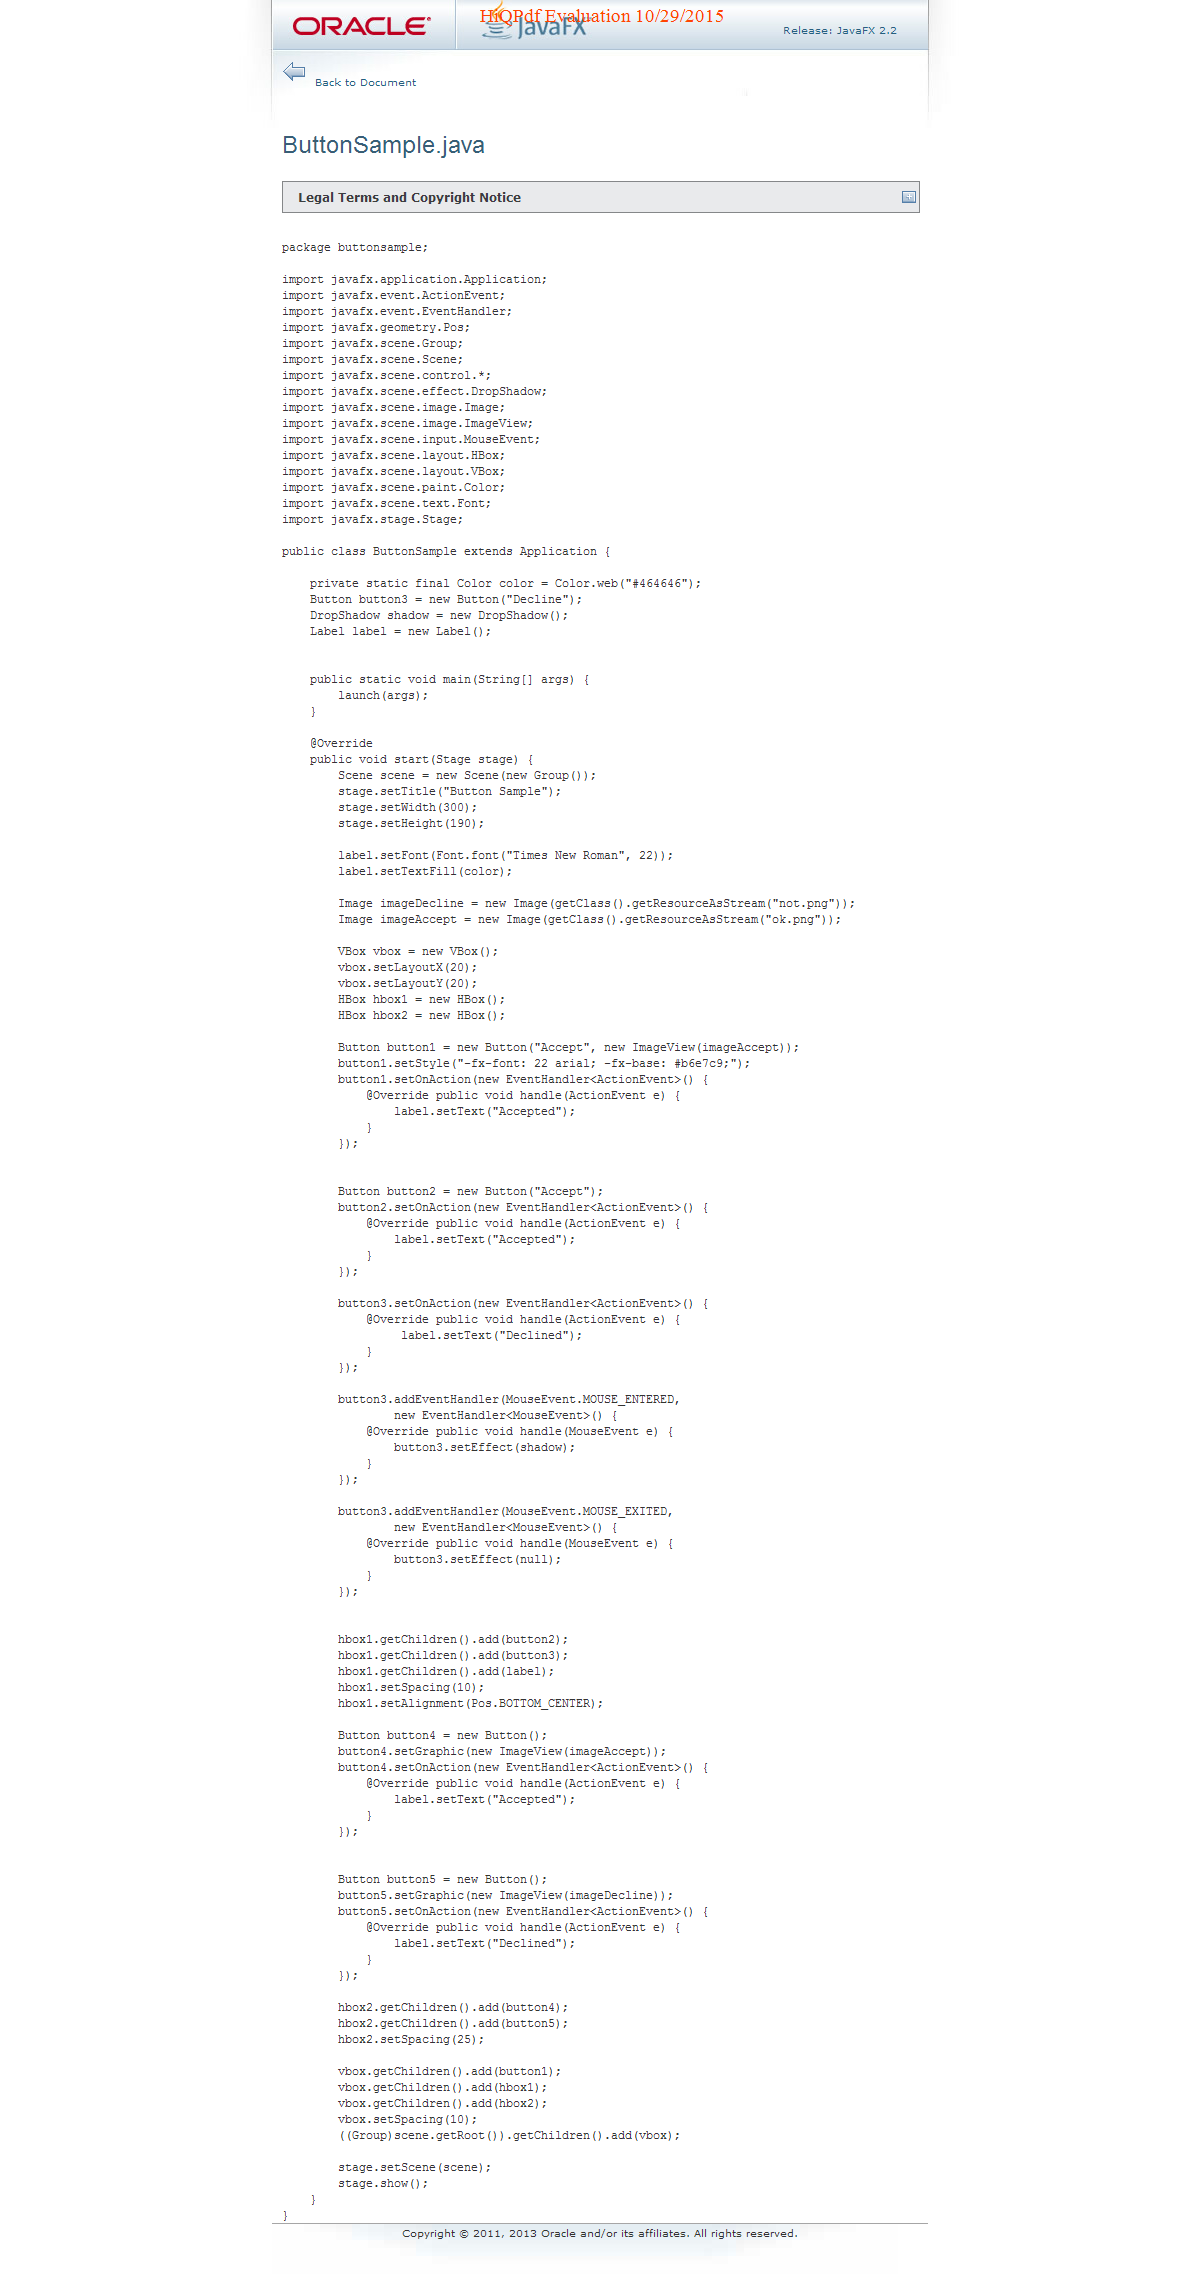 ORACLE
HiQPdf Evaluation 10/29/2015
JavaFX
Release: JavaFX 2.2
Back to Document
ButtonSample.java
Legal Terms and Copyright Notice
package buttonsample;
import javafx.application.Application;
import javafx.event.ActionEvent;
import javafx.event.EventHandler;
import javafx.geometry.Pos;
import javafx.scene.Group;
import javafx.scene.Scene;
import javafx.scene.control.*;
import javafx.scene.effect.DropShadow;
import javafx.scene.image.Image;
import javafx.scene.image.ImageView;
import javafx.scene.input.MouseEvent;
import javafx.scene.layout.HBox;
import javafx.scene.layout.VBox;
import javafx.scene.paint.Color;
import javafx.scene.text.Font;
import javafx.stage.Stage;
public class ButtonSample extends Application {
    private static final Color color = Color.web("#464646");
    Button button3 = new Button("Decline");
    DropShadow shadow = new DropShadow();
    Label label = new Label();
    public static void main(String[] args) {
        launch(args);
    }
    @Override
    public void start(Stage stage) {
        Scene scene = new Scene(new Group());
        stage.setTitle("Button Sample");
        stage.setWidth(300);
        stage.setHeight(190);
        label.setFont(Font.font("Times New Roman", 22));
        label.setTextFill(color);
        Image imageDecline = new Image(getClass().getResourceAsStream("not.png"));
        Image imageAccept = new Image(getClass().getResourceAsStream("ok.png"));
        VBox vbox = new VBox();
        vbox.setLayoutX(20);
        vbox.setLayoutY(20);
        HBox hbox1 = new HBox();
        HBox hbox2 = new HBox();
        Button button1 = new Button("Accept", new ImageView(imageAccept));
        button1.setStyle("-fx-font: 22 arial; -fx-base: #b6e7c9;");
        button1.setOnAction(new EventHandler<ActionEvent>() {
            @Override public void handle(ActionEvent e) {
                label.setText("Accepted");
            }
        });
        Button button2 = new Button("Accept");
        button2.setOnAction(new EventHandler<ActionEvent>() {
            @Override public void handle(ActionEvent e) {
                label.setText("Accepted");
            }
        });
        button3.setOnAction(new EventHandler<ActionEvent>() {
            @Override public void handle(ActionEvent e) {
                 label.setText("Declined");
            }
        });
        button3.addEventHandler(MouseEvent.MOUSE_ENTERED,
                new EventHandler<MouseEvent>() {
            @Override public void handle(MouseEvent e) {
                button3.setEffect(shadow);
            }
        });
        button3.addEventHandler(MouseEvent.MOUSE_EXITED,
                new EventHandler<MouseEvent>() {
            @Override public void handle(MouseEvent e) {
                button3.setEffect(null);
            }
        });
        hbox1.getChildren().add(button2);
        hbox1.getChildren().add(button3);
        hbox1.getChildren().add(label);
        hbox1.setSpacing(10);
        hbox1.setAlignment(Pos.BOTTOM_CENTER);
        Button button4 = new Button();
        button4.setGraphic(new ImageView(imageAccept));
        button4.setOnAction(new EventHandler<ActionEvent>() {
            @Override public void handle(ActionEvent e) {
                label.setText("Accepted");
            }
        });
        Button button5 = new Button();
        button5.setGraphic(new ImageView(imageDecline));
        button5.setOnAction(new EventHandler<ActionEvent>() {
            @Override public void handle(ActionEvent e) {
                label.setText("Declined");
            }
        });
        hbox2.getChildren().add(button4);
        hbox2.getChildren().add(button5);
        hbox2.setSpacing(25);
        vbox.getChildren().add(button1);
        vbox.getChildren().add(hbox1);
        vbox.getChildren().add(hbox2);
        vbox.setSpacing(10);
        ((Group)scene.getRoot()).getChildren().add(vbox);
        stage.setScene(scene);
        stage.show();
    }
}
Copyright © 2011, 2013 Oracle and/or its affiliates. All rights reserved.